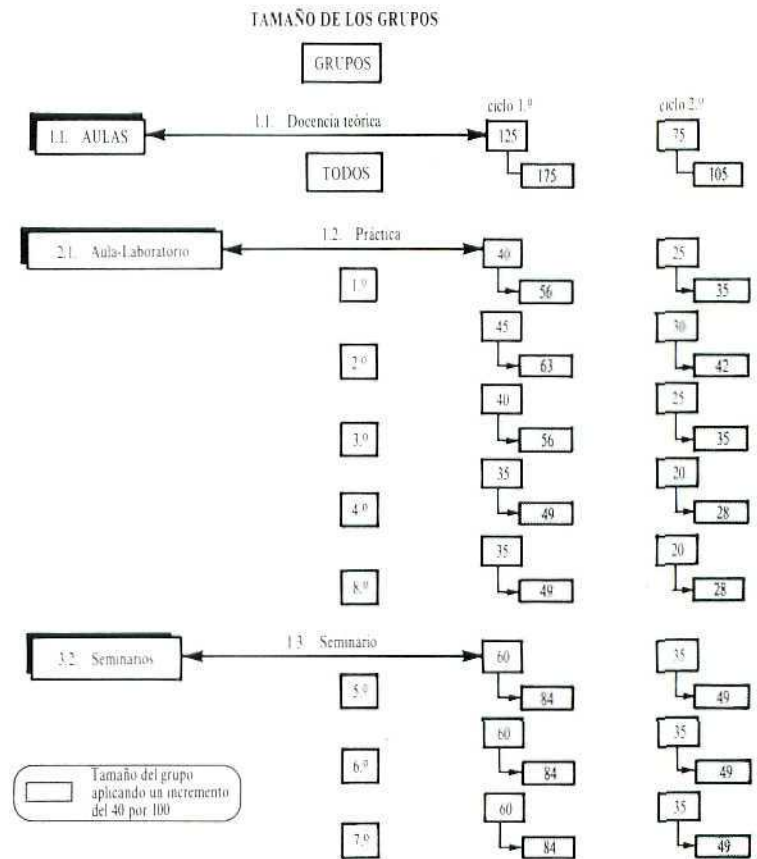 TAMAÑO DE LOS GRUPOS
GRUPOS
ciclo 1.º
ciclo 2.º
1.1. AULAS
1.1. Docencia teórica
125
75
TODOS
175
105
2.1. Aula-Laboratorio
1.2. Práctica
40
25
1.º
56
35
45
30
2.º
63
42
40
25
3.º
56
35
35
20
4.º
49
28
35
20
8.º
49
28
3.2. Seminarios
1.3. Seminario
60
35
5.º
84
49
60
35
6.º
84
49
Tamaño del grupo
aplicando un incremento
del 40 por 100
60
35
7.º
84
49